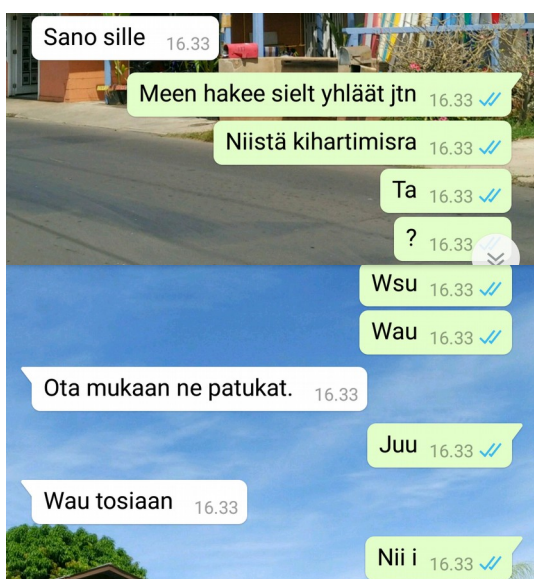 Sano sille 16.33
Meen hakee sielt yhläät jtn 16.33
Niistä kihartimisra 16.33
Ta 16.33
? 16.33
Wsu 16.33
Wau 16.33
Ota mukaan ne patukat. 16.33
Juu 16.33
Wau tosiaan 16.33
Nii i 16.33